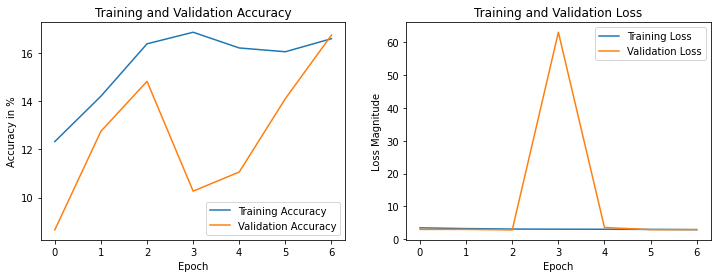 Training and Validation Accuracy
Accuracy in %
16
14
12
10
0 1 2 3 4 5 6
Epoch
Training Accuracy
Validation Accuracy
Training and Validation Loss
Loss Magnitude
60
50
40
30
20
10
0
0 1 2 3 4 5 6
Epoch
Training Loss
Validation Loss